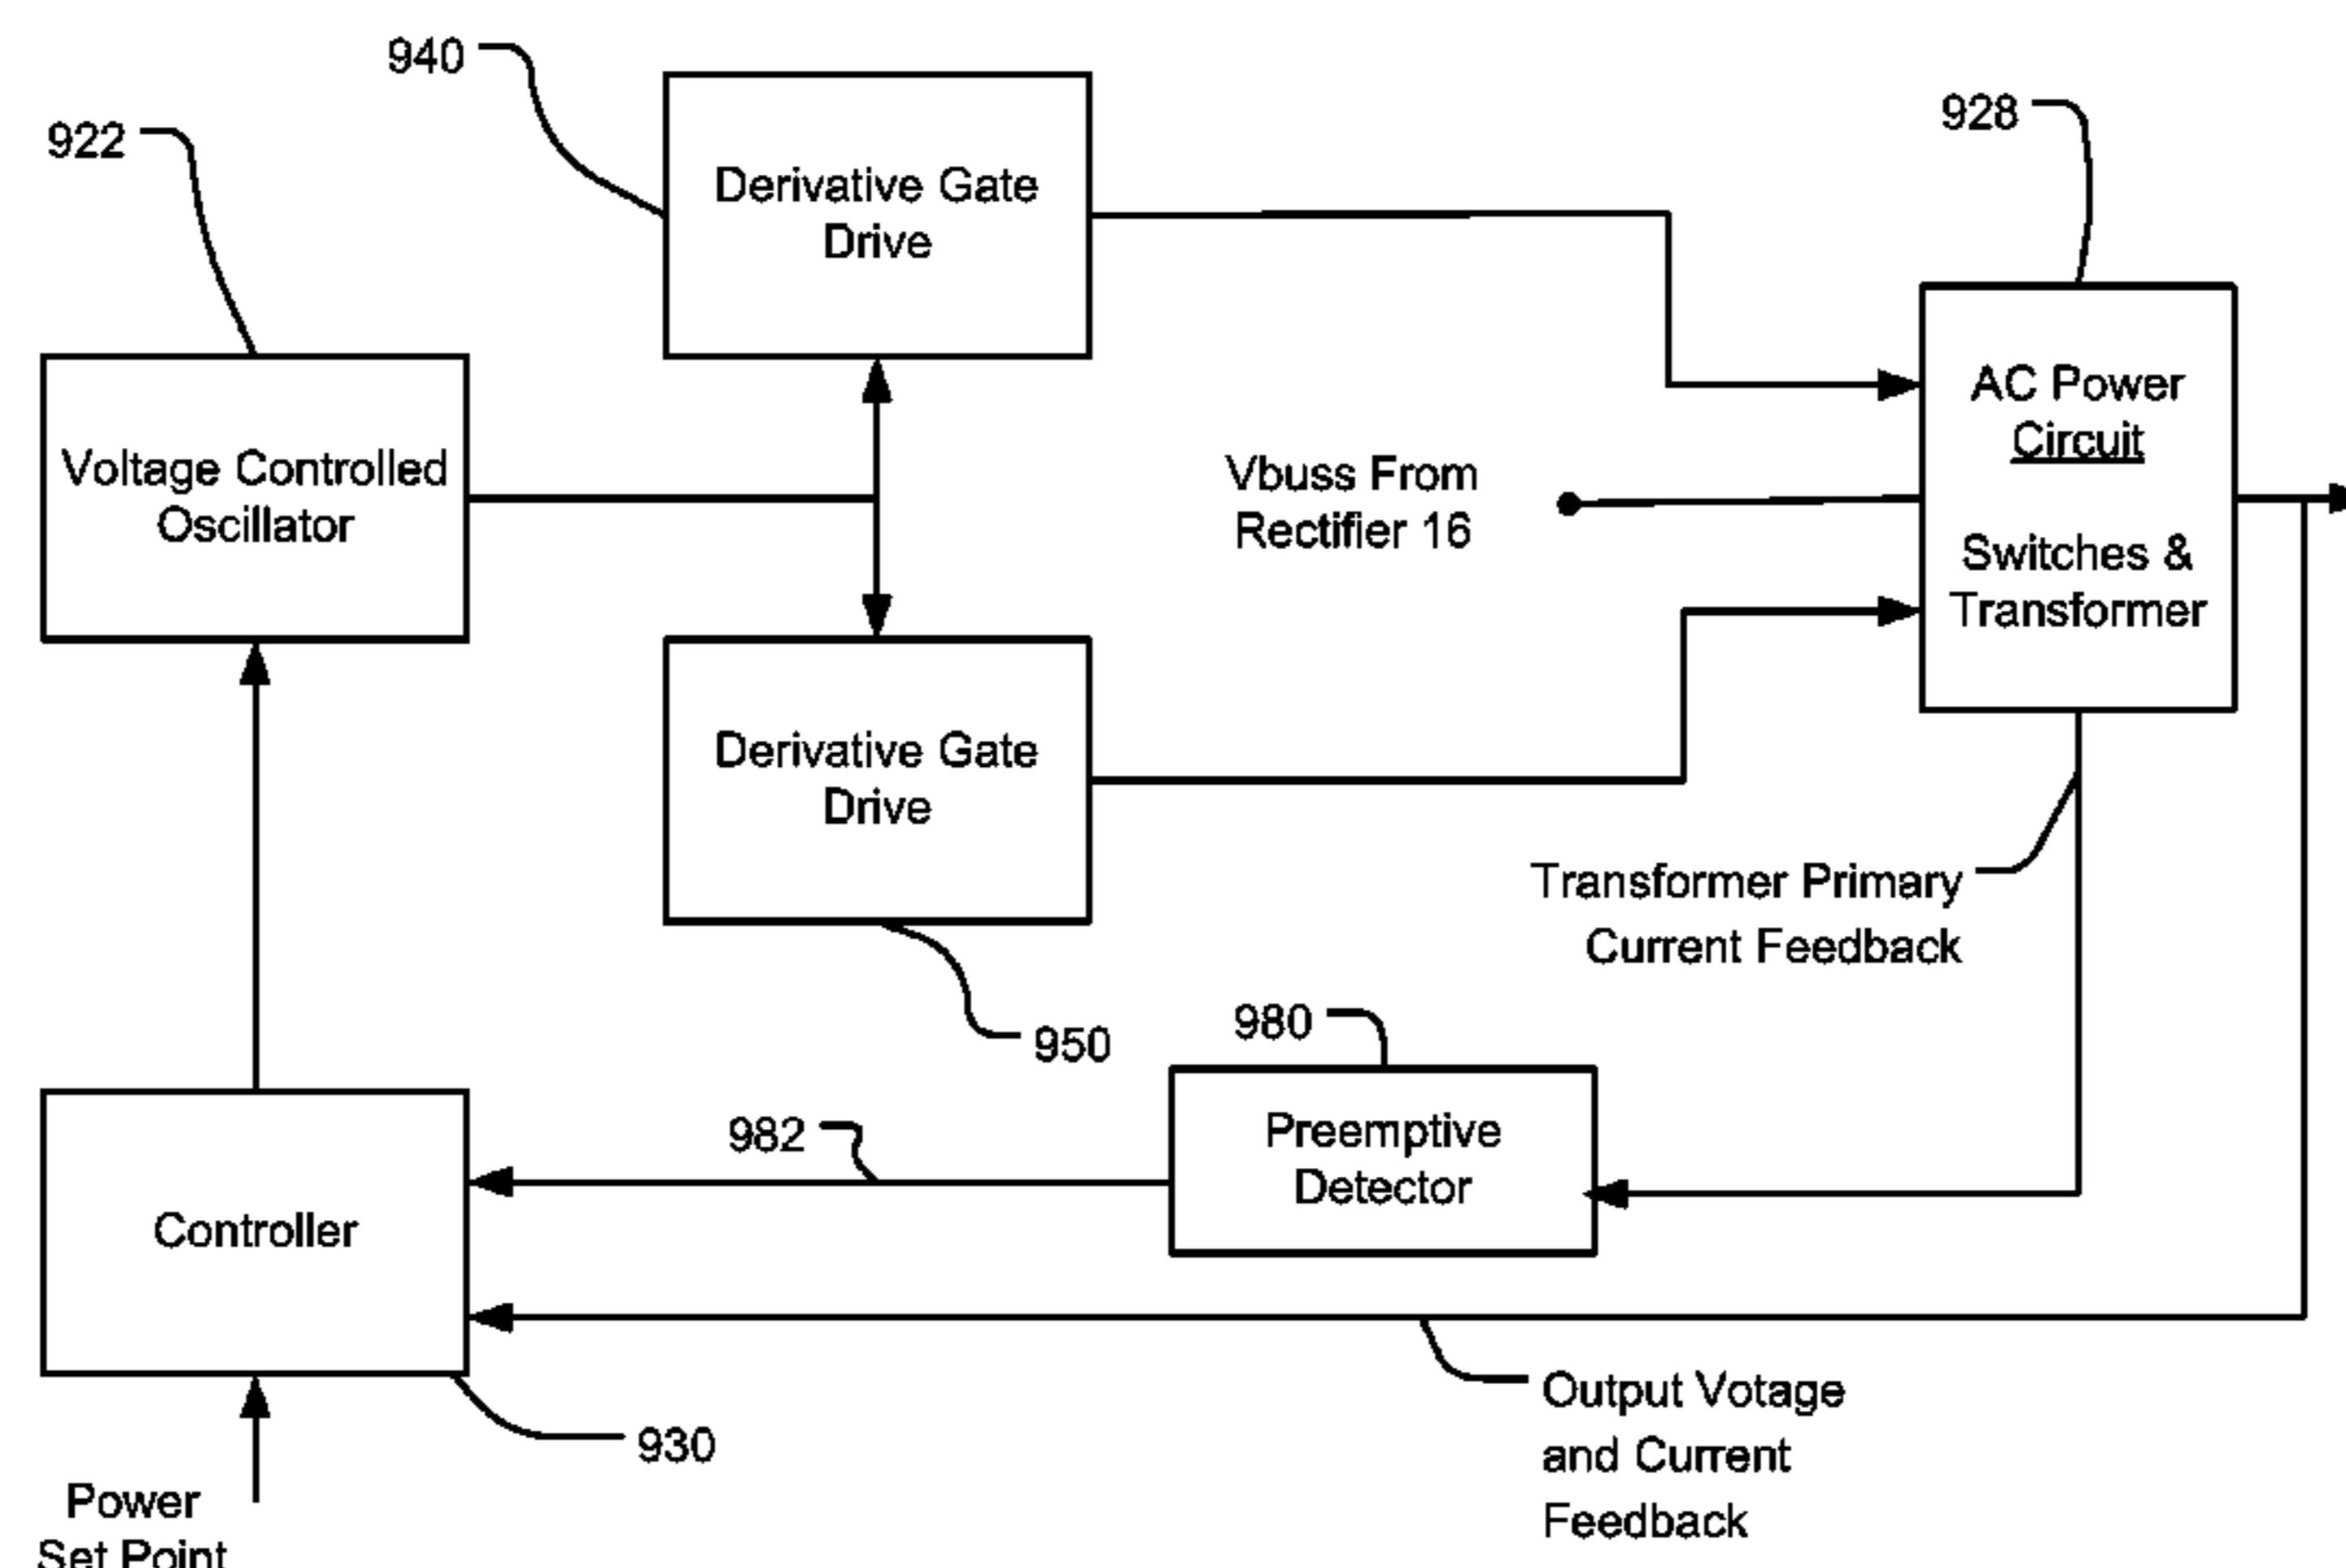 940
922
928
Derivative Gate
Drive
Voltage Controlled
Oscillator
Vbuss From
Rectifier 16
AC Power
Circuit
Switches &
Transformer
Derivative Gate
Drive
Transformer Primary
Current Feedback
950
980
982
Preemptive
Detector
Controller
930
Output Votage
and Current
Feedback
Power
Set Point